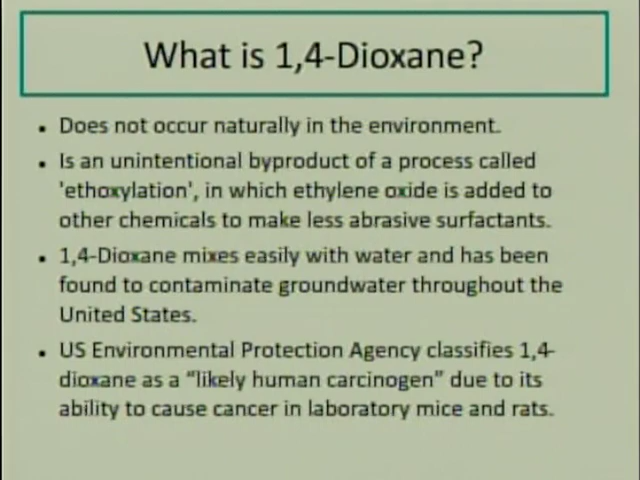 What is 1,4-Dioxane?
• Does not occur naturally in the environment.
• Is an unintentional byproduct of a process called
'ethoxylation', in which ethylene oxide is added to
other chemicals to make less abrasive surfactants.
• 1,4-Dioxane mixes easily with water and has been
found to contaminate groundwater throughout the
United States.
• US Environmental Protection Agency classifies 1,4-
dioxane as a “likely human carcinogen” due to its
ability to cause cancer in laboratory mice and rats.